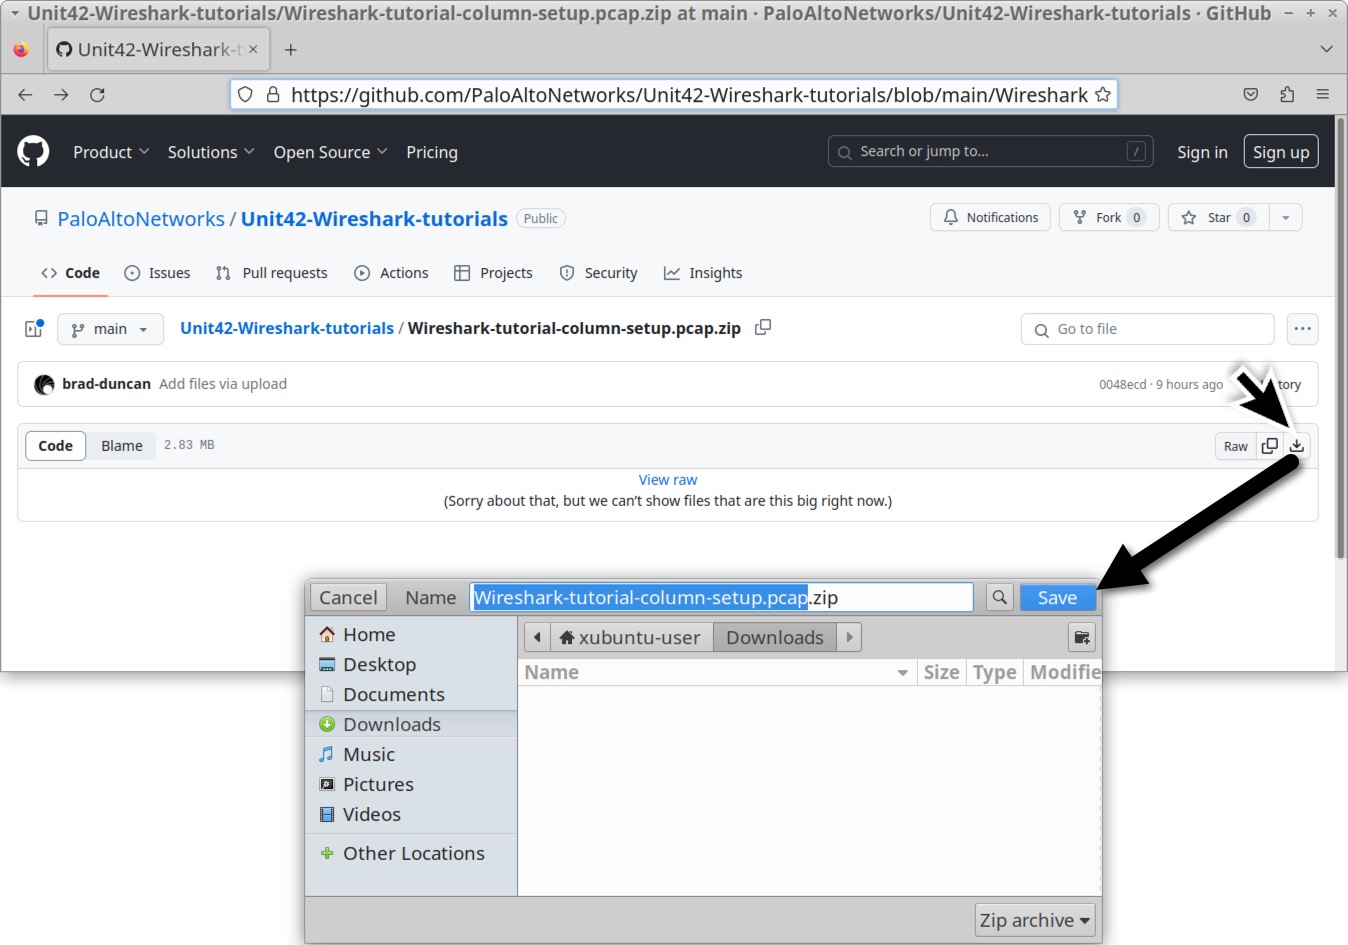 Unit42-Wireshark-tutorials/Wireshark-tutorial-column-setup.pcap.zip at main · PaloAltoNetworks/Unit42-Wireshark-tutorials · GitHub
Unit42-Wireshark-t
https://github.com/PaloAltoNetworks/Unit42-Wireshark-tutorials/blob/main/Wireshark
Product Solutions Open Source Pricing Search or jump to... / Sign in Sign up
PaloAltoNetworks / Unit42-Wireshark-tutorials Public Notifications Fork 0 Star 0
Code Issues Pull requests Actions Projects Security Insights
main Unit42-Wireshark-tutorials / Wireshark-tutorial-column-setup.pcap.zip Go to file
brad-duncan Add files via upload 0048ecd · 9 hours ago tory
Code Blame 2.83 MB Raw
View raw
(Sorry about that, but we can’t show files that are this big right now.)
Cancel Name Wireshark-tutorial-column-setup.pcap.zip Save
Home xubuntu-user Downloads
Desktop Name Size Type Modifie
Documents
Downloads
Music
Pictures
Videos
Other Locations
Zip archive